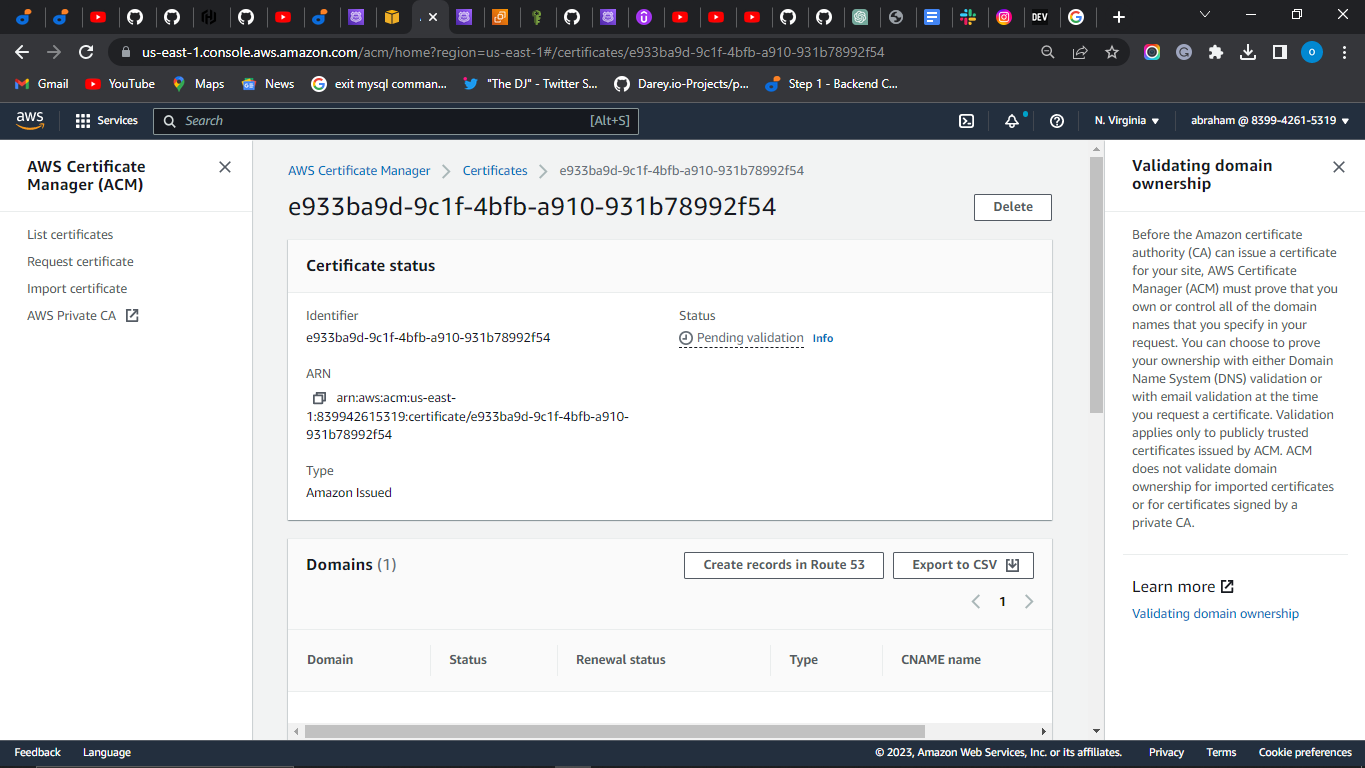 us-east-1.console.aws.amazon.com/acm/home?region=us-east-1#/certificates/e933ba9d-9c1f-4bfb-a910-931b78992f54
Gmail YouTube Maps News exit mysql comman... "The DJ" - Twitter S... Darey.io-Projects/p... Step 1 - Backend C...
aws Services Search [Alt+S] N. Virginia abraham @ 8399-4261-5319
AWS Certificate
Manager (ACM)
List certificates
Request certificate
Import certificate
AWS Private CA
AWS Certificate Manager Certificates e933ba9d-9c1f-4bfb-a910-931b78992f54
e933ba9d-9c1f-4bfb-a910-931b78992f54 Delete
Certificate status
Identifier
e933ba9d-9c1f-4bfb-a910-931b78992f54
Status
Pending validation Info
ARN
arn:aws:acm:us-east-
1:839942615319:certificate/e933ba9d-9c1f-4bfb-a910-
931b78992f54
Type
Amazon Issued
Domains (1) Create records in Route 53 Export to CSV
1
Domain Status Renewal status Type CNAME name
Validating domain
ownership
Before the Amazon certificate
authority (CA) can issue a certificate
for your site, AWS Certificate
Manager (ACM) must prove that you
own or control all of the domain
names that you specify in your
request. You can choose to prove
your ownership with either Domain
Name System (DNS) validation or
with email validation at the time
you request a certificate. Validation
applies only to publicly trusted
certificates issued by ACM. ACM
does not validate domain
ownership for imported certificates
or for certificates signed by a
private CA.
Learn more
Validating domain ownership
Feedback Language © 2023, Amazon Web Services, Inc. or its affiliates. Privacy Terms Cookie preferences